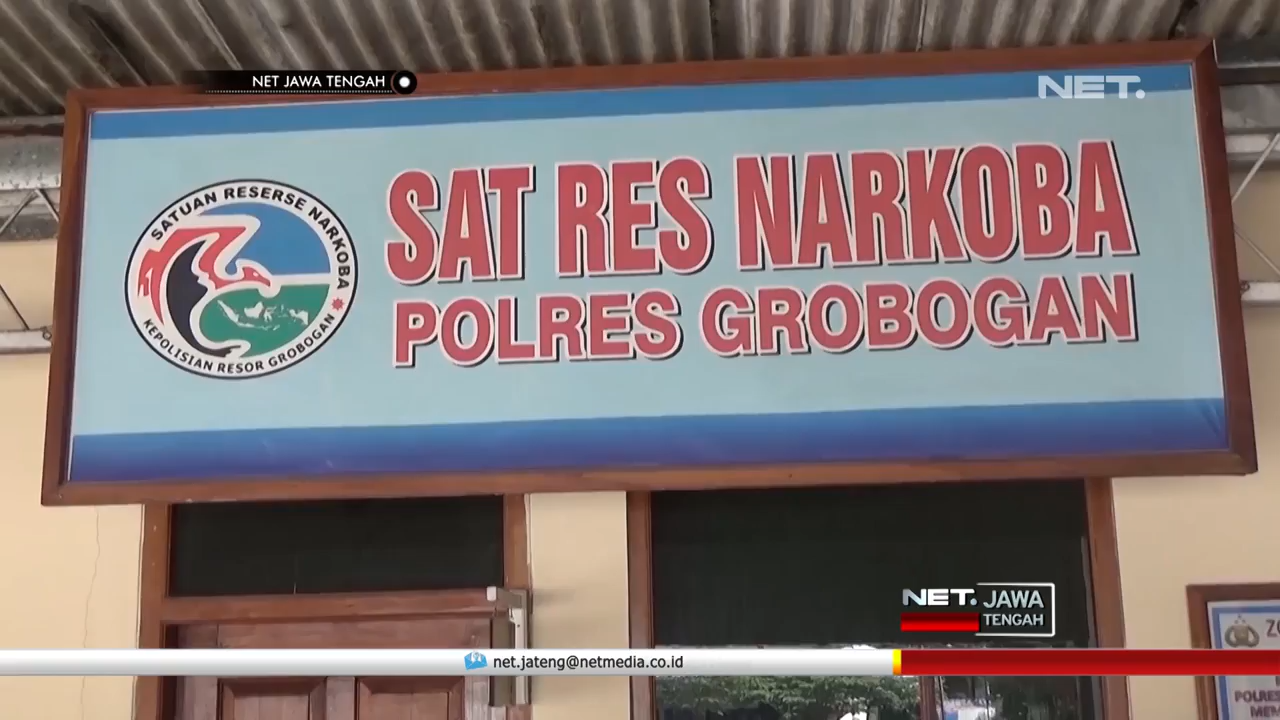 NET JAWA TENGAH
NET.
SATUAN RESERSE NARKOBA
KEPOLISIAN RESOR GROBOGAN
SAT RES NARKOBA
POLRES GROBOGAN
NET. JAWA
TENGAH
net.jateng@netmedia.co.id
POLRES